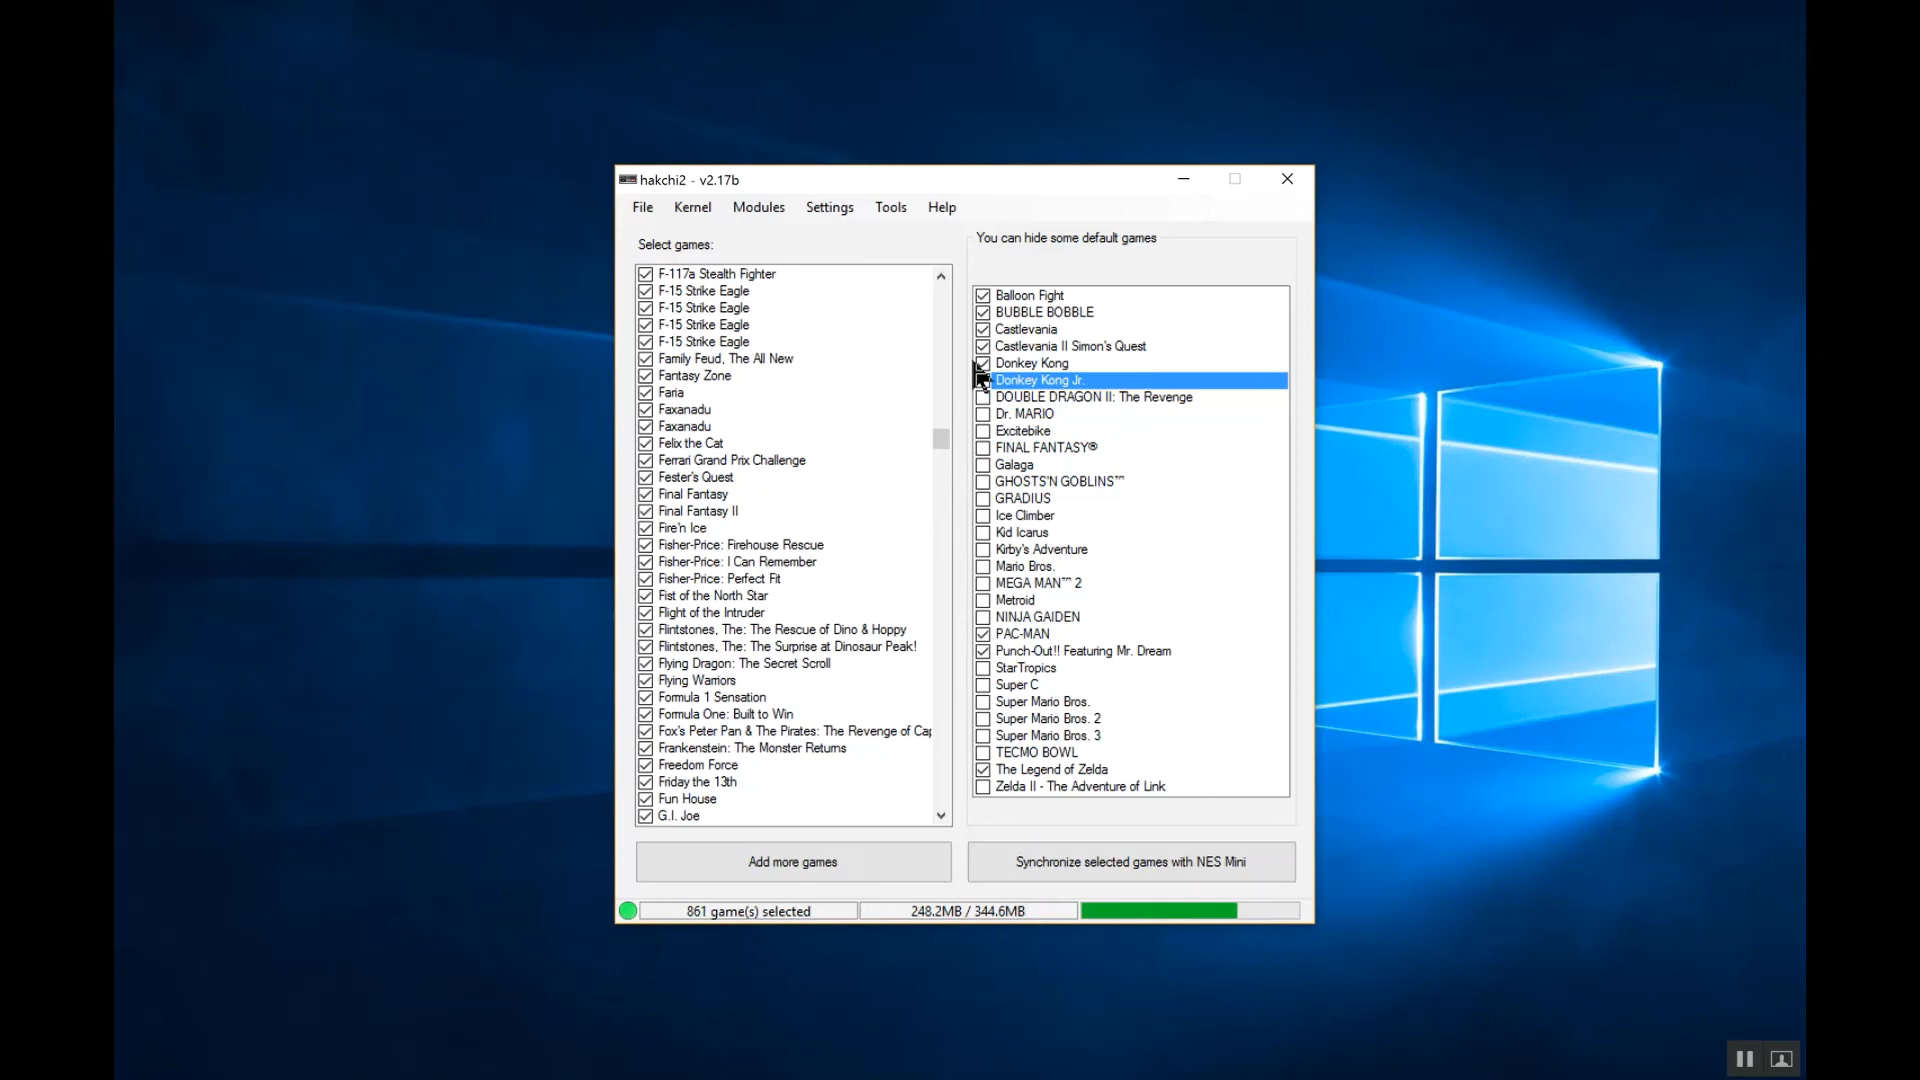 hakchi2 - v2.17b
File Kernel Modules Settings Tools Help
Select games:
F-117a Stealth Fighter
F-15 Strike Eagle
F-15 Strike Eagle
F-15 Strike Eagle
F-15 Strike Eagle
Family Feud, The All New
Fantasy Zone
Faria
Faxanadu
Faxanadu
Felix the Cat
Ferrari Grand Prix Challenge
Fester's Quest
Final Fantasy
Final Fantasy II
Fire'n Ice
Fisher-Price: Firehouse Rescue
Fisher-Price: I Can Remember
Fisher-Price: Perfect Fit
Fist of the North Star
Flight of the Intruder
Flintstones, The: The Rescue of Dino & Hoppy
Flintstones, The: The Surprise at Dinosaur Peak!
Flying Dragon: The Secret Scroll
Flying Warriors
Formula 1 Sensation
Formula One: Built to Win
Fox's Peter Pan & The Pirates: The Revenge of Cap
Frankenstein: The Monster Returns
Freedom Force
Friday the 13th
Fun House
G.I. Joe
Add more games
You can hide some default games
Balloon Fight
BUBBLE BOBBLE
Castlevania
Castlevania II Simon's Quest
Donkey Kong
Donkey Kong Jr.
DOUBLE DRAGON II: The Revenge
Dr. MARIO
Excitebike
FINAL FANTASY®
Galaga
GHOSTS'N GOBLINS™
GRADIUS
Ice Climber
Kid Icarus
Kirby's Adventure
Mario Bros.
MEGA MAN™ 2
Metroid
NINJA GAIDEN
PAC-MAN
Punch-Out!! Featuring Mr. Dream
StarTropics
Super C
Super Mario Bros.
Super Mario Bros. 2
Super Mario Bros. 3
TECMO BOWL
The Legend of Zelda
Zelda II - The Adventure of Link
Synchronize selected games with NES Mini
861 game(s) selected
248.2MB / 344.6MB